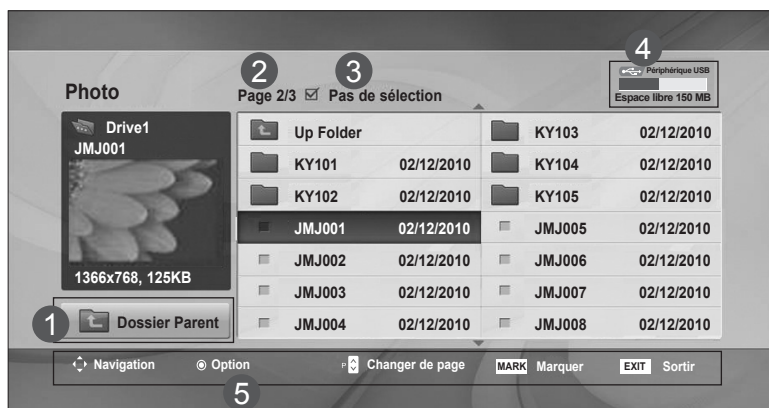 2
3
4
Périphérique USB
Photo
Page 2/3 Pas de sélection
Espace libre 150 MB
Drive1
JMJ001
1366x768, 125KB
1 Dossier Parent
Up Folder
KY101 02/12/2010
KY102 02/12/2010
JMJ001 02/12/2010
JMJ002 02/12/2010
JMJ003 02/12/2010
JMJ004 02/12/2010
KY103 02/12/2010
KY104 02/12/2010
KY105 02/12/2010
JMJ005 02/12/2010
JMJ006 02/12/2010
JMJ007 02/12/2010
JMJ008 02/12/2010
Navigation Option P Changer de page MARK Marquer EXIT Sortir
5